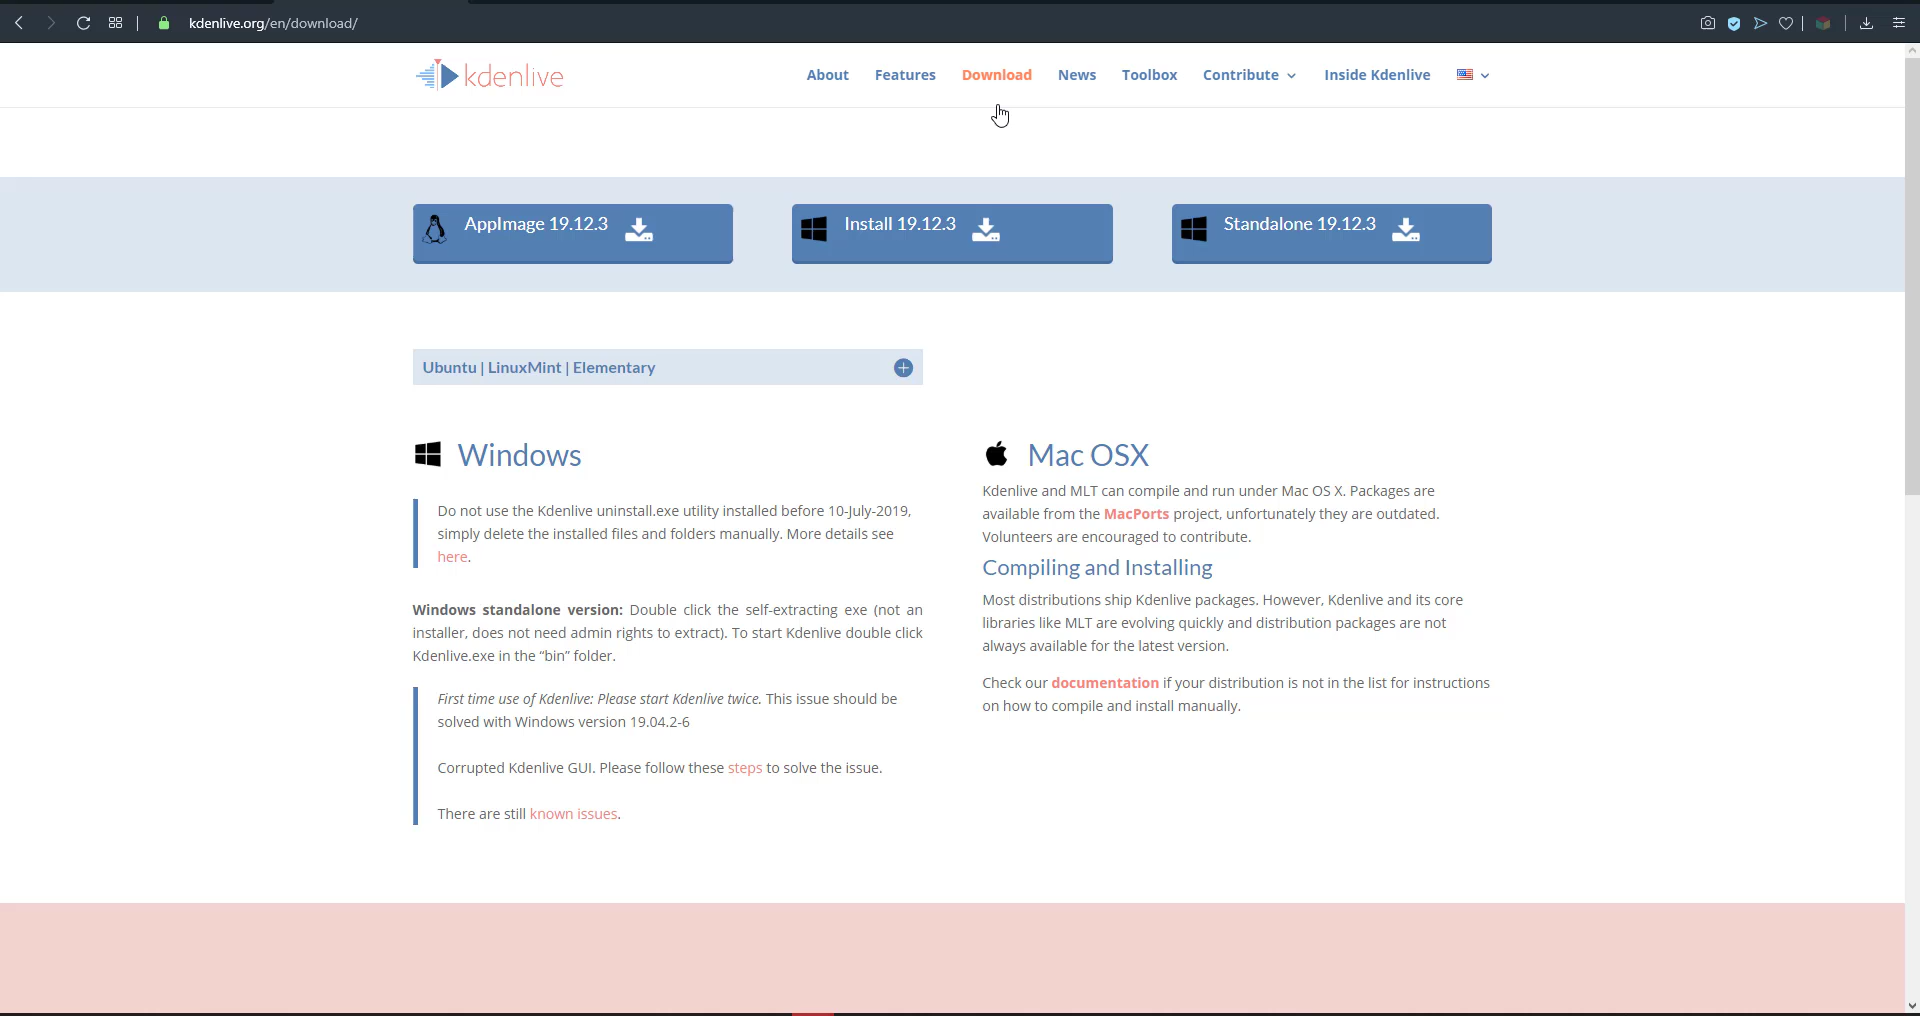 kdenlive.org/en/download/
kdenlive
About Features Download News Toolbox Contribute Inside Kdenlive
AppImage 19.12.3
Install 19.12.3
Standalone 19.12.3
Ubuntu | LinuxMint | Elementary
Windows
Do not use the Kdenlive uninstall.exe utility installed before 10-July-2019,
simply delete the installed files and folders manually. More details see
here.
Windows standalone version: Double click the self-extracting exe (not an
installer, does not need admin rights to extract). To start Kdenlive double click
Kdenlive.exe in the “bin” folder.
First time use of Kdenlive: Please start Kdenlive twice. This issue should be
solved with Windows version 19.04.2-6
Corrupted Kdenlive GUI. Please follow these steps to solve the issue.
There are still known issues.
Mac OSX
Kdenlive and MLT can compile and run under Mac OS X. Packages are
available from the MacPorts project, unfortunately they are outdated.
Volunteers are encouraged to contribute.
Compiling and Installing
Most distributions ship Kdenlive packages. However, Kdenlive and its core
libraries like MLT are evolving quickly and distribution packages are not
always available for the latest version.
Check our documentation if your distribution is not in the list for instructions
on how to compile and install manually.